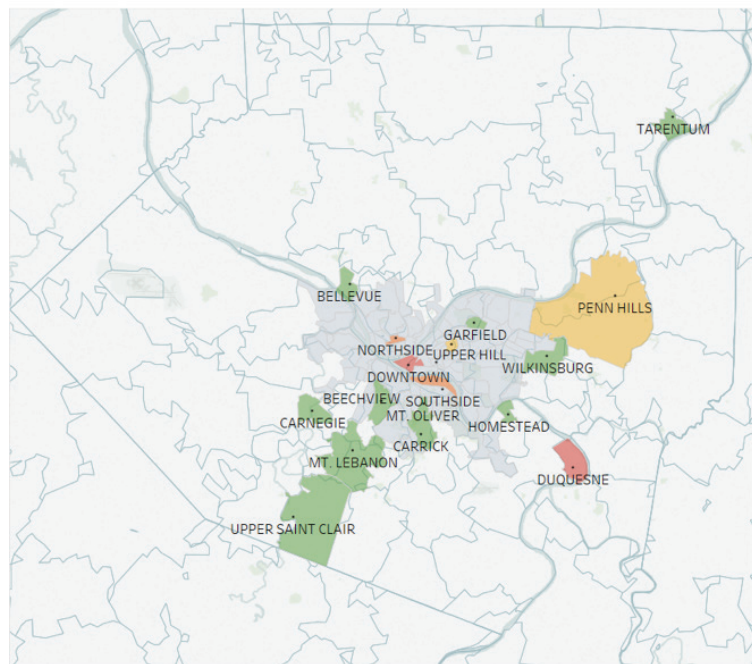 TARENTUM
BELLEVUE
PENN HILLS
GARFIELD
NORTHSIDE
UPPER HILL
WILKINSBURG
DOWNTOWN
BEECHVIEW
SOUTHSIDE
MT. OLIVER
CARNEGIE
HOMESTEAD
CARRICK
MT. LEBANON
DUQUESNE
UPPER SAINT CLAIR